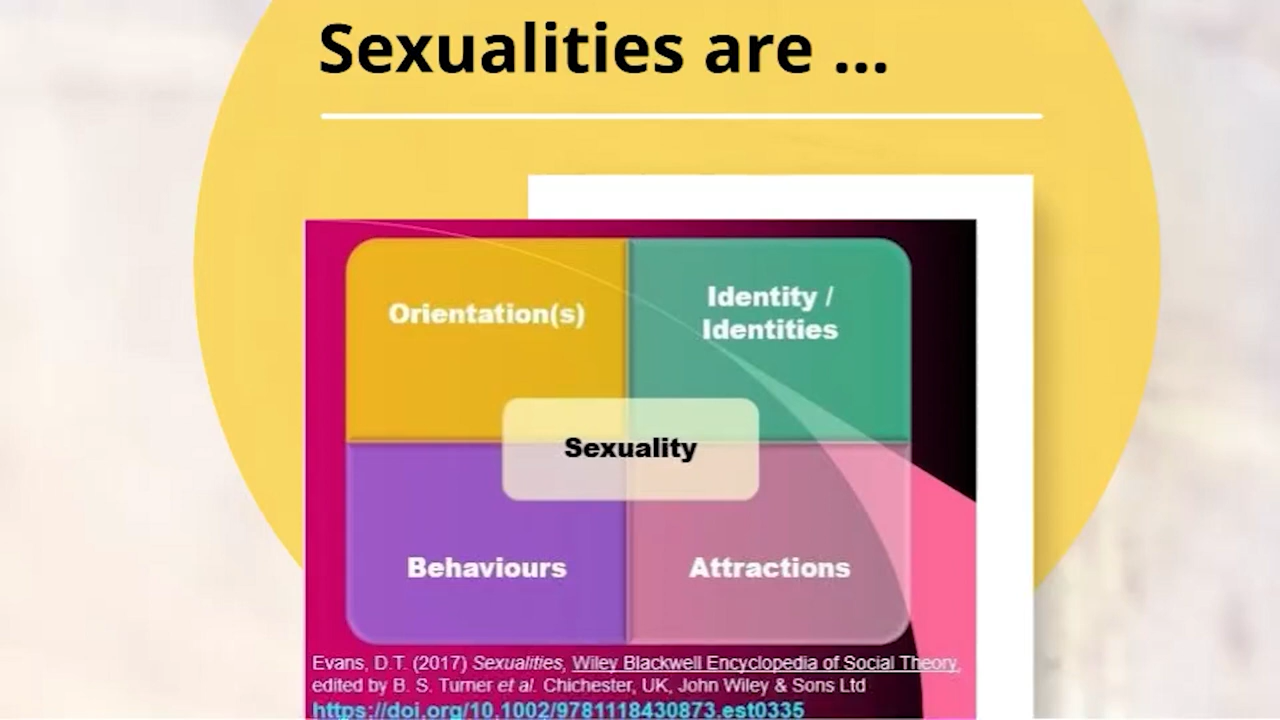 Sexualities are ...
Orientation(s)
Identity /
Identities
Sexuality
Behaviours
Attractions
Evans, D.T. (2017) Sexualities, Wiley Blackwell Encyclopedia of Social Theory,
edited by B. S. Turner et al. Chichester, UK, John Wiley & Sons Ltd
https://doi.org/10.1002/9781118430873.est0335